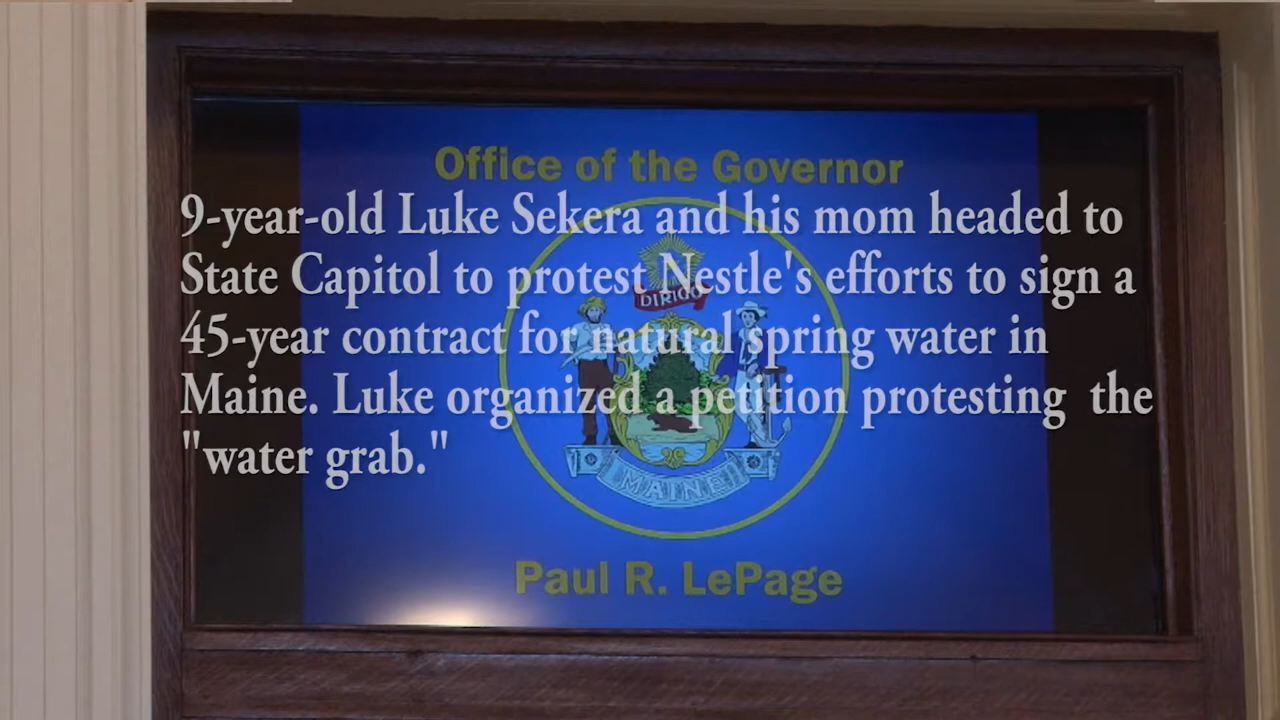 Office of the Governor
9-year-old Luke Sekera and his mom headed to
State Capitol to protest Nestle's efforts to sign a
DIRIGO
45-year contract for natural spring water in
Maine. Luke organized a petition protesting  the
"water grab."
MAINE
Paul R. LePage